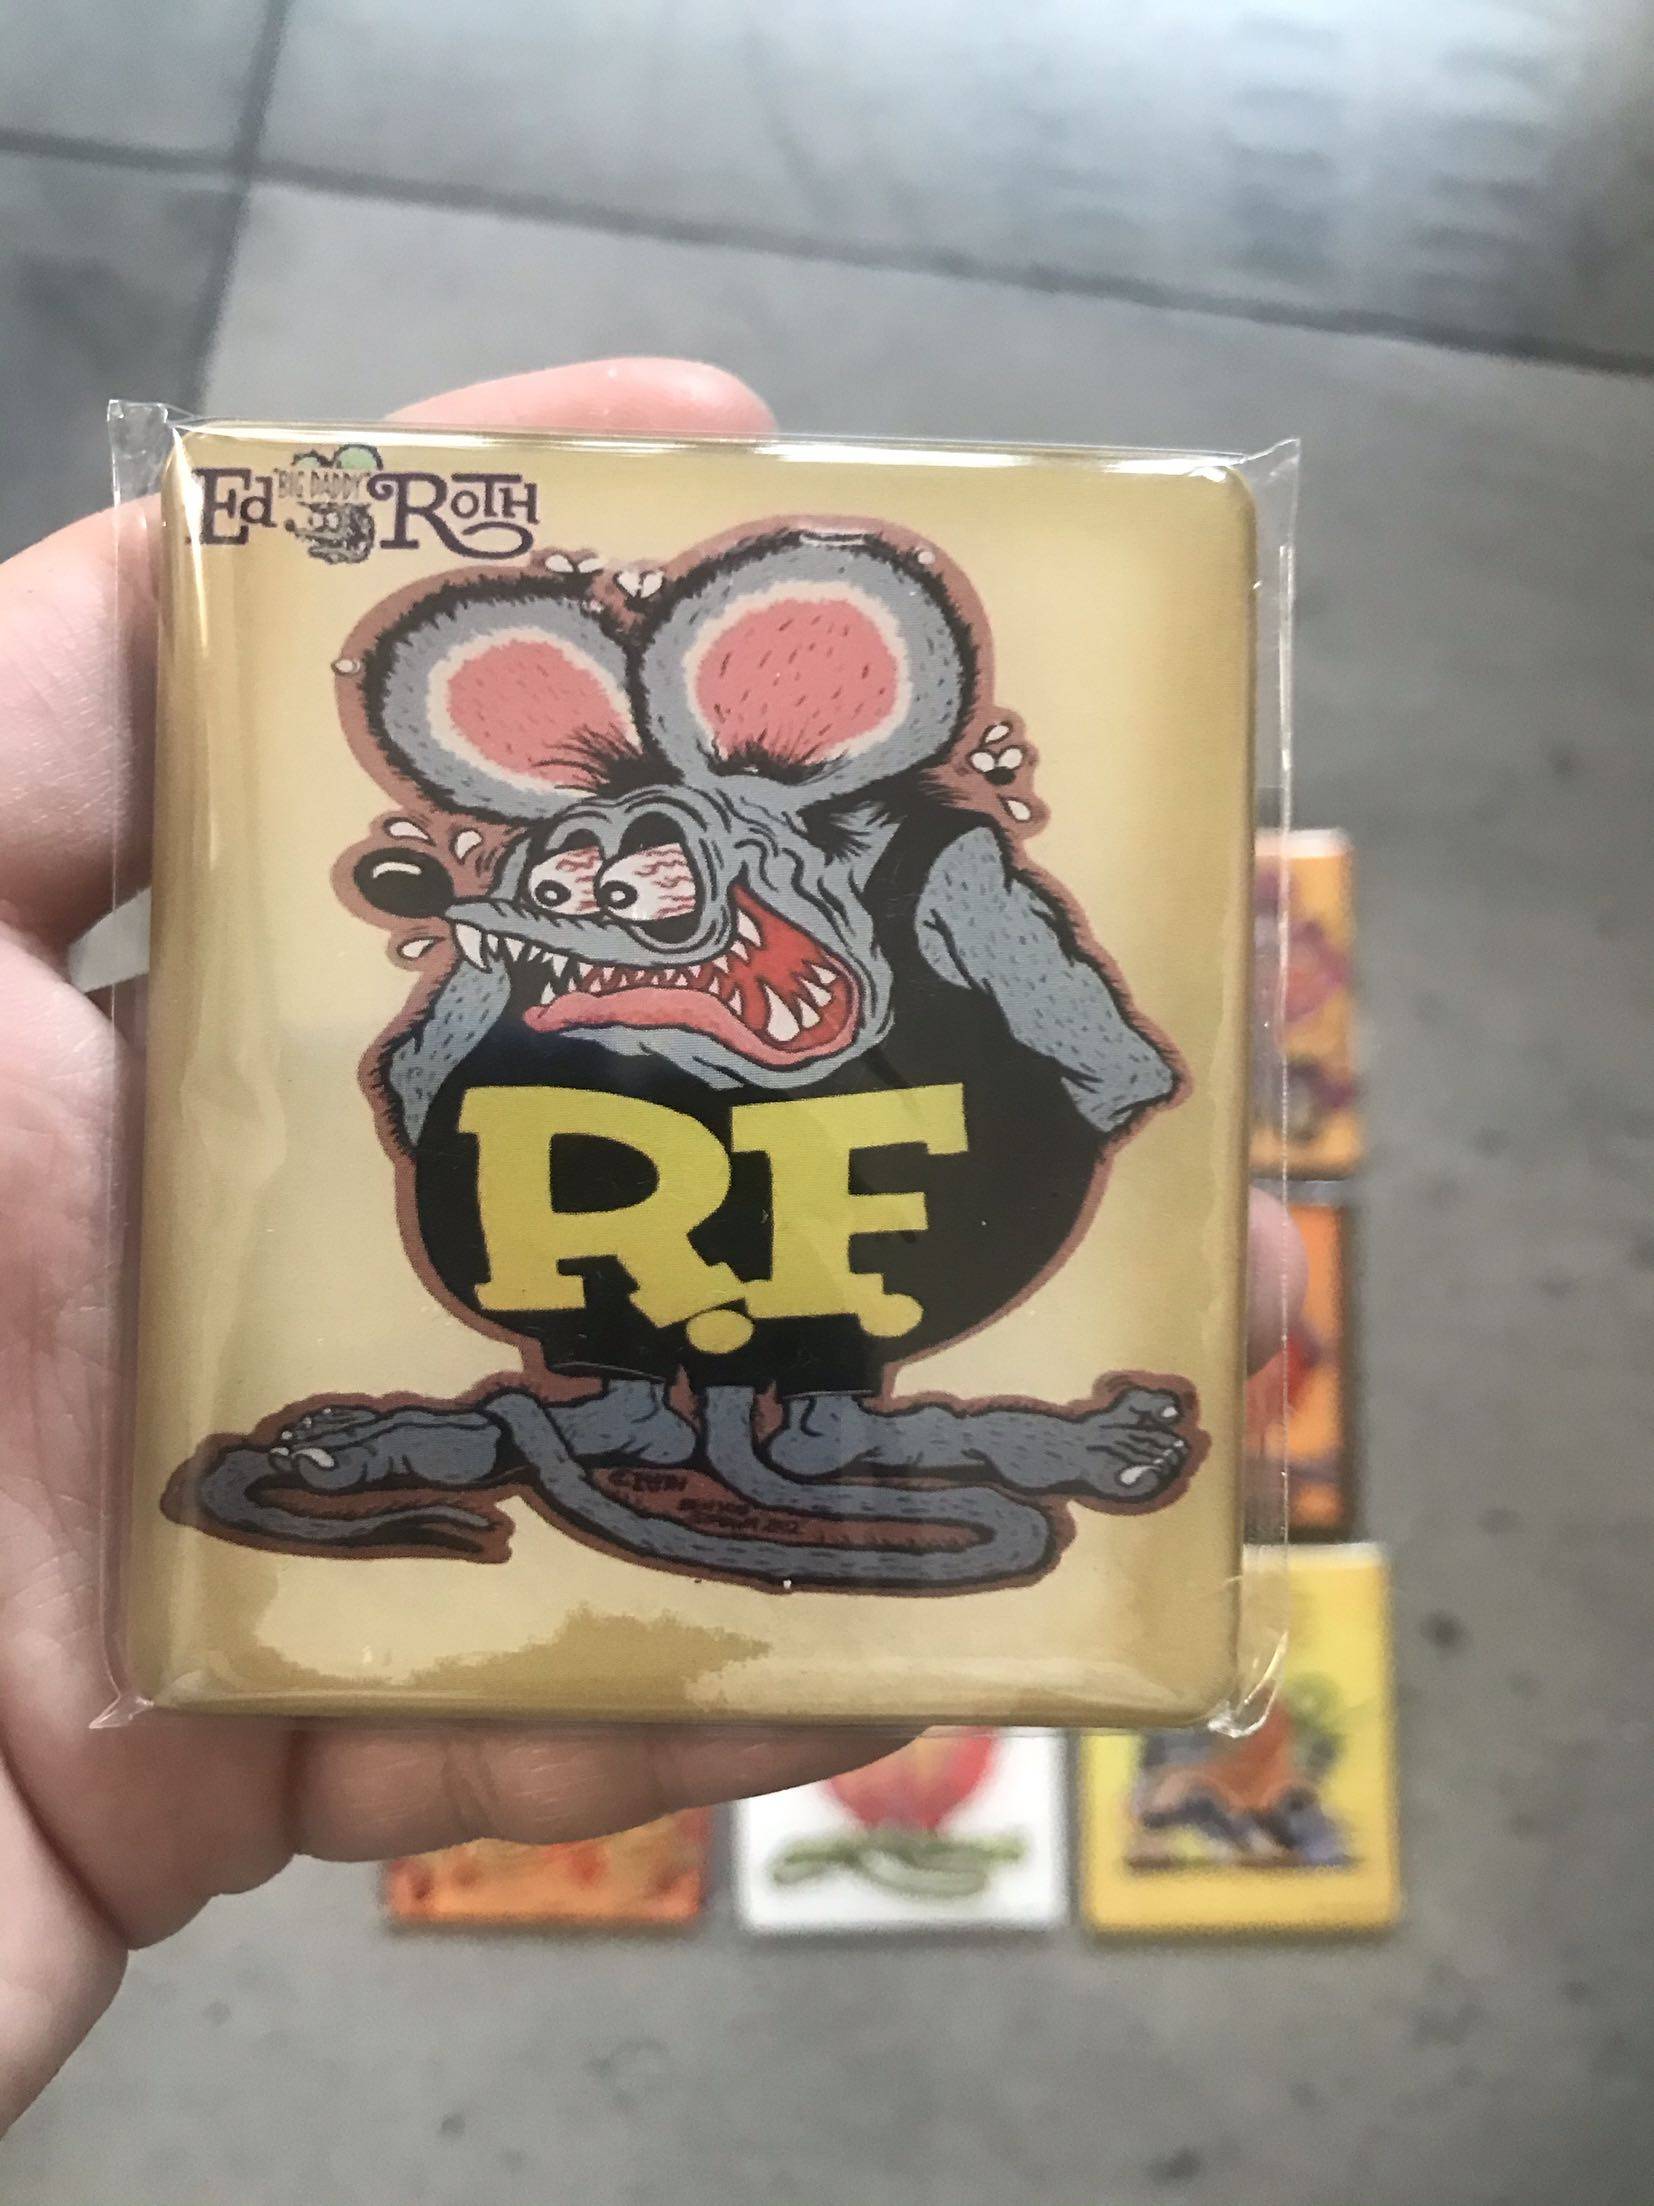 Ed "BIG DADDY" ROTH
R.F.